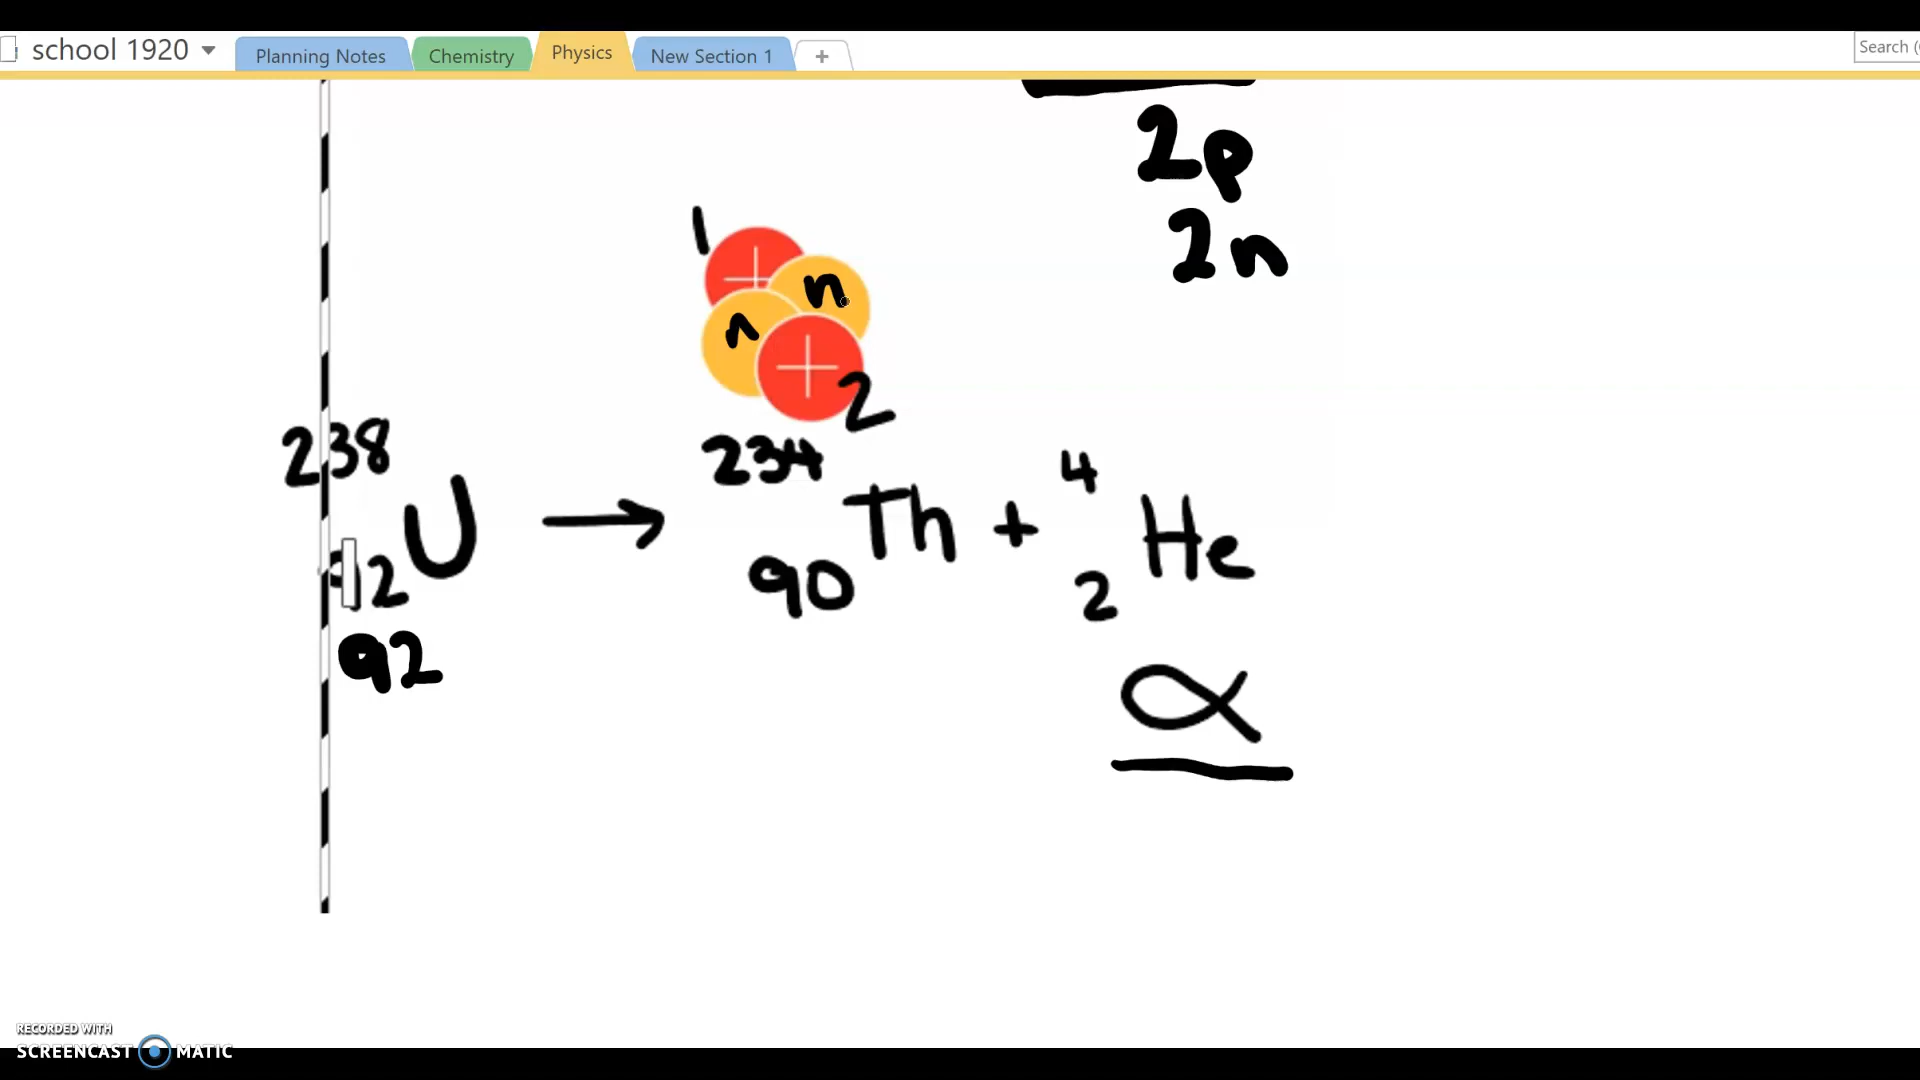 school 1920
Planning Notes
Chemistry
Physics
New Section 1
+
Search (
2p
2n
1
n
n
2
238
92 U → 234
90 Th + 4
2 He
92
α
RECORDED WITH
SCREENCAST MATIC